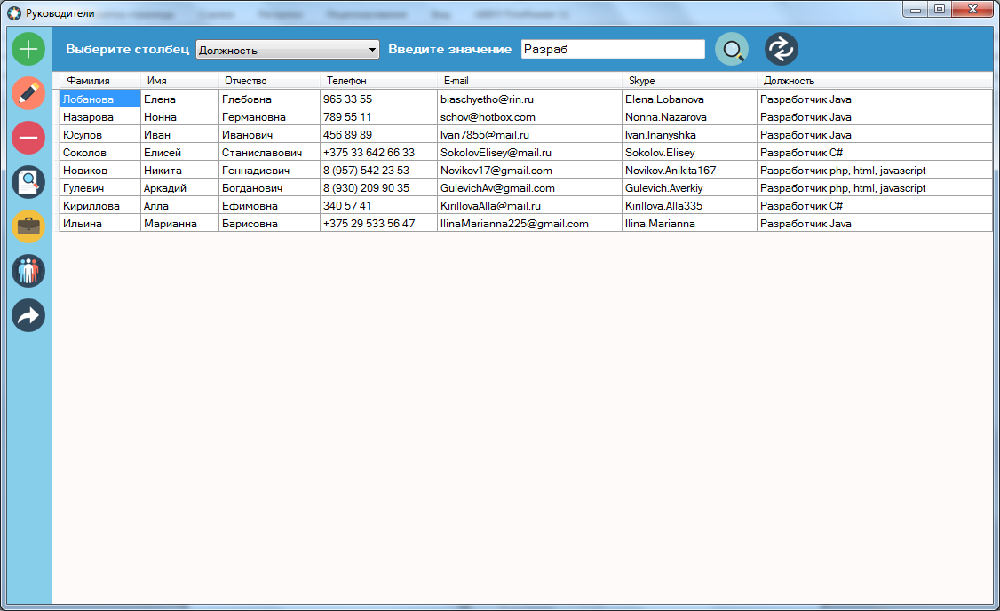 Руководители
Выберите столбец Должность Введите значение Разраб
Фамилия Имя Отчество Телефон E-mail Skype Должность
Лобанова Елена Глебовна 965 33 55 biaschyetho@rin.ru Elena.Lobanova Разработчик Java
Назарова Нонна Германовна 789 55 11 schov@hotbox.com Nonna.Nazarova Разработчик Java
Юсупов Иван Иванович 456 89 89 Ivan7855@mail.ru Ivan.Inanyshka Разработчик Java
Соколов Елисей Станиславович +375 33 642 66 33 SokolovElisey@mail.ru Sokolov.Elisey Разработчик C#
Новиков Никита Геннадиевич 8 (957) 542 23 53 Novikov17@gmail.com Novikov.Anikita167 Разработчик php, html, javascript
Гулевич Аркадий Богданович 8 (930) 209 90 35 GulevichAv@gmail.com Gulevich.Averkiy Разработчик php, html, javascript
Кириллова Алла Ефимовна 340 57 41 KirillovaAlla@mail.ru Kirillova.Alla335 Разработчик C#
Ильина Марианна Барисовна +375 29 533 56 47 IlinaMarianna225@gmail.com Ilina.Marianna Разработчик Java